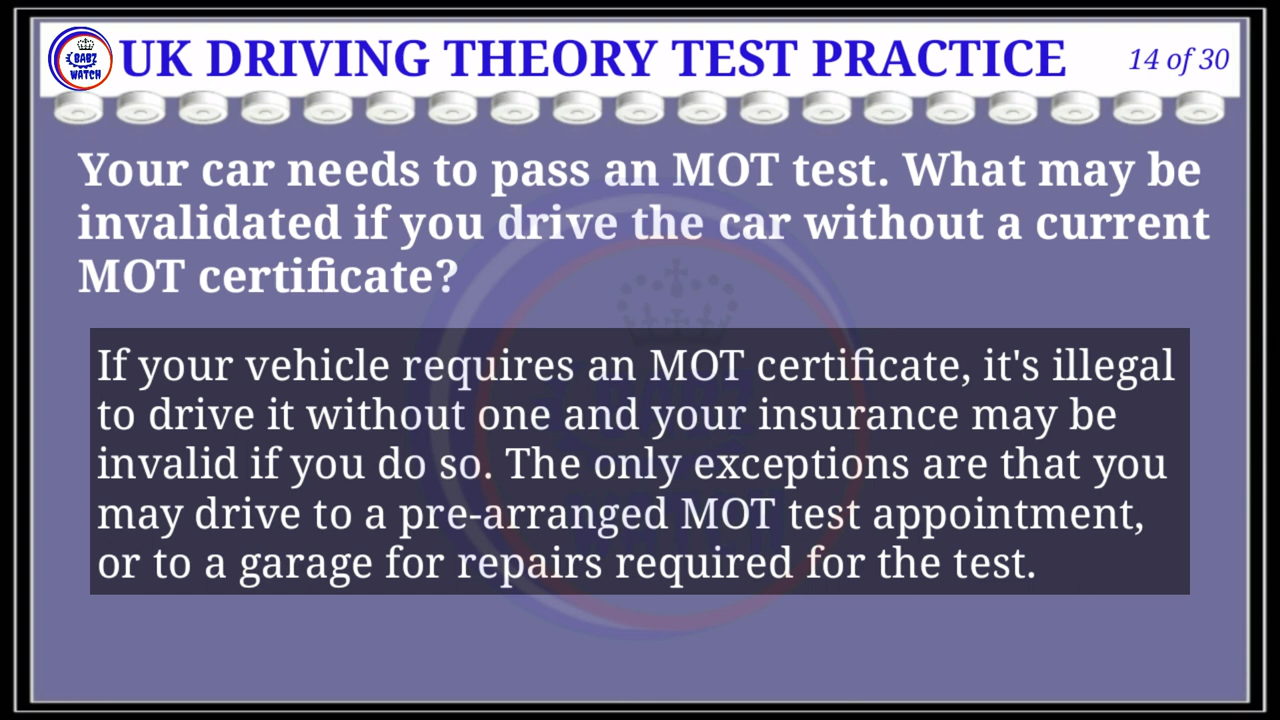 BABZ
WATCH
UK DRIVING THEORY TEST PRACTICE
14 of 30
Your car needs to pass an MOT test. What may be
invalidated if you drive the car without a current
MOT certificate?
If your vehicle requires an MOT certificate, it's illegal
to drive it without one and your insurance may be
invalid if you do so. The only exceptions are that you
may drive to a pre-arranged MOT test appointment,
or to a garage for repairs required for the test.